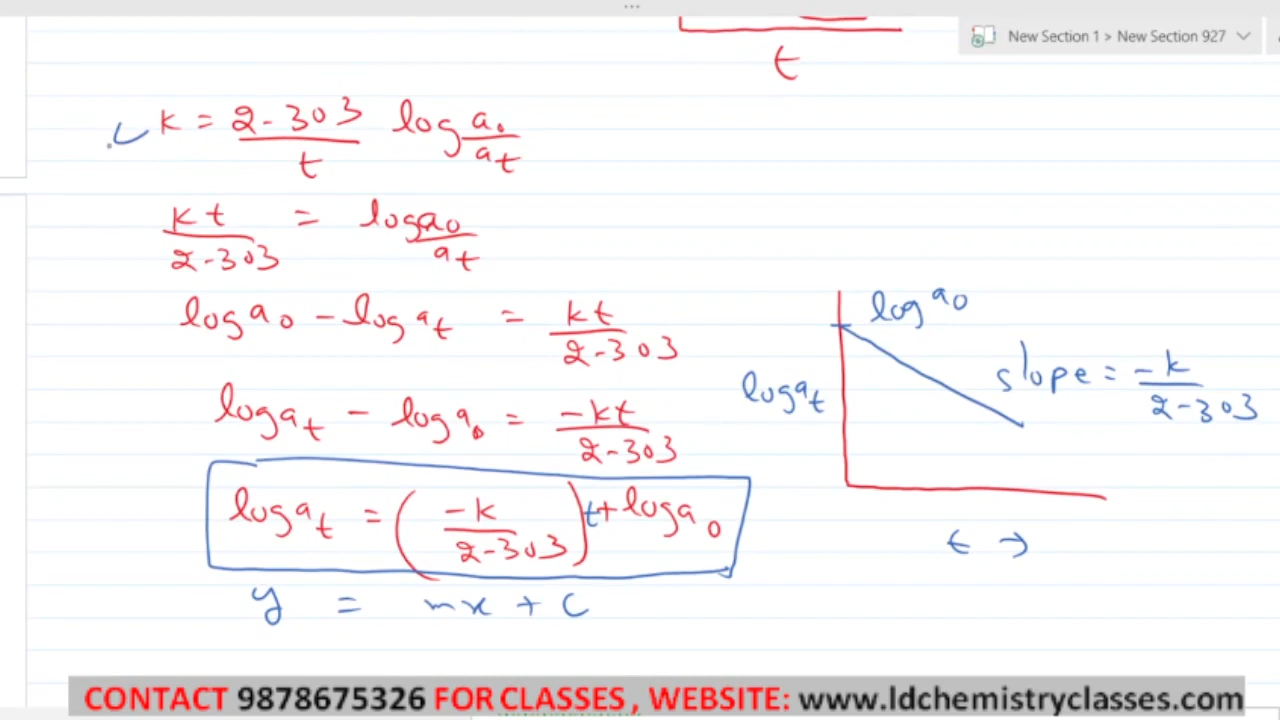 New Section 1 > New Section 927
t
k = 2-303/t log a₀/aₜ
kt/2-303 = log a₀/aₜ
log a₀ - log aₜ = kt/2-303
log aₜ - log a₀ = -kt/2-303
log aₜ = (-k/2-303) t + log a₀
y = mx + c
log a₀
log aₜ
slope = -k/2-303
t →
CONTACT 9878675326 FOR CLASSES , WEBSITE: www.ldchemistryclasses.com